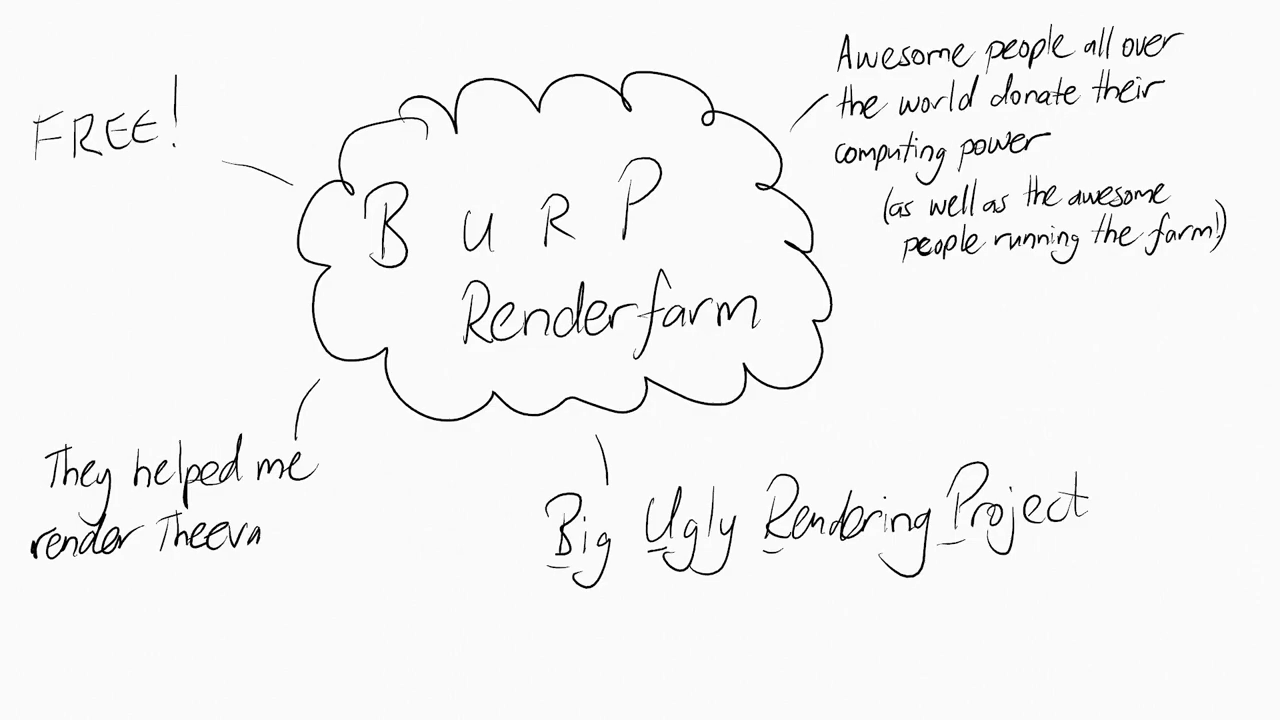 FREE!
Awesome people all over
the world donate their
computing power
(as well as the awesome
people running the farm!)
B U R P
Renderfarm
They helped me
render Theeva
Big Ugly Rendering Project